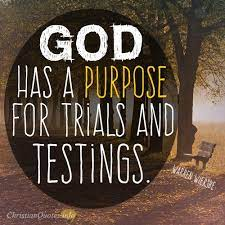 GOD
HAS A PURPOSE
FOR TRIALS AND
TESTINGS.
WARREN WIERSBE
ChristianQuotes.info